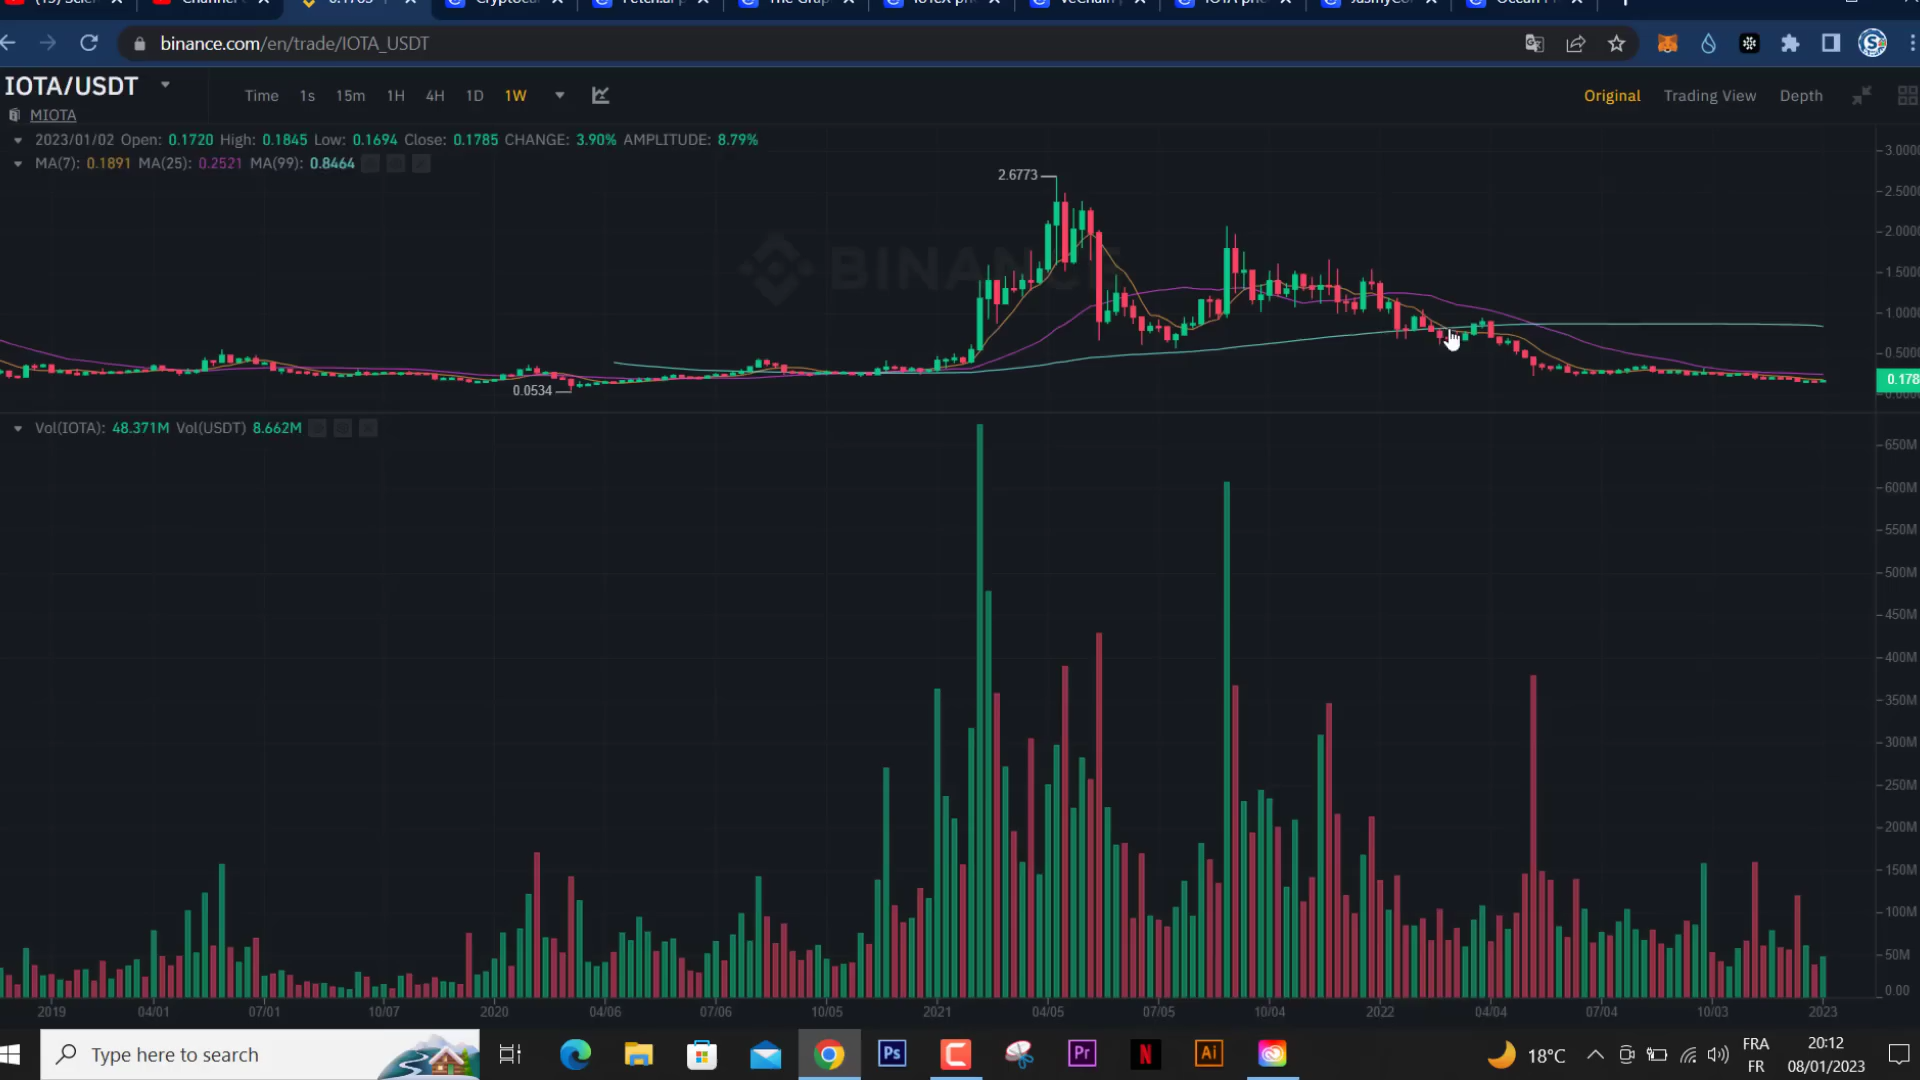 binance.com/en/trade/IOTA_USDT
IOTA/USDT
MIOTA
Time 1s 15m 1H 4H 1D 1W
Original Trading View Depth
2023/01/02 Open: 0.1720 High: 0.1845 Low: 0.1694 Close: 0.1785 CHANGE: 3.90% AMPLITUDE: 8.79%
MA(7): 0.1891 MA(25): 0.2521 MA(99): 0.8464
2.6773
0.0534
BINANCE
3.0000
2.5000
2.0000
1.5000
1.0000
0.5000
0.178
Vol(IOTA): 48.371M Vol(USDT) 8.662M
650M
600M
550M
500M
450M
400M
350M
300M
250M
200M
150M
100M
50M
0.00
2019 04/01 07/01 10/07 2020 04/06 07/06 10/05 2021 04/05 07/05 10/04 2022 04/04 07/04 10/03 2023
Type here to search
Ps
Pr
N
Ai
18°C
FRA
FR
20:12
08/01/2023